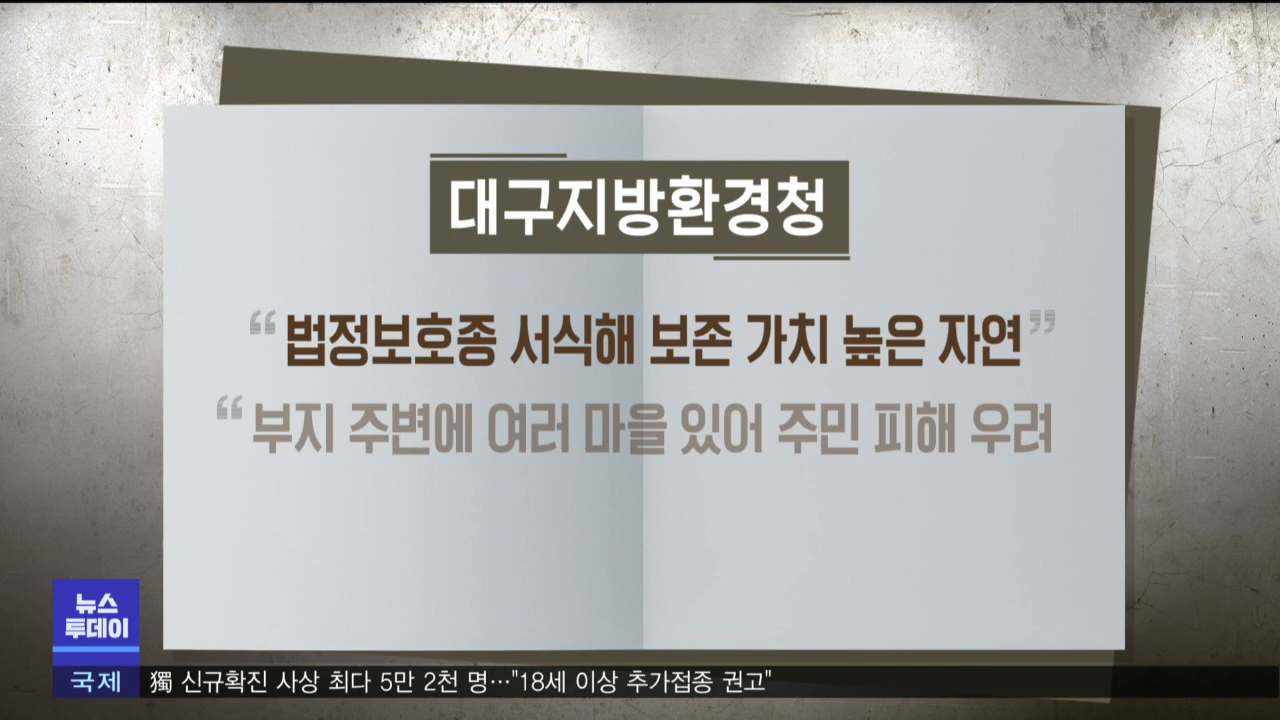 대구지방환경청
“법정보호종 서식해 보존 가치 높은 자연”
“부지 주변에 여러 마을 있어 주민 피해 우려
뉴스
투데이
국제
獨 신규확진 사상 최다 5만 2천 명…"18세 이상 추가접종 권고"